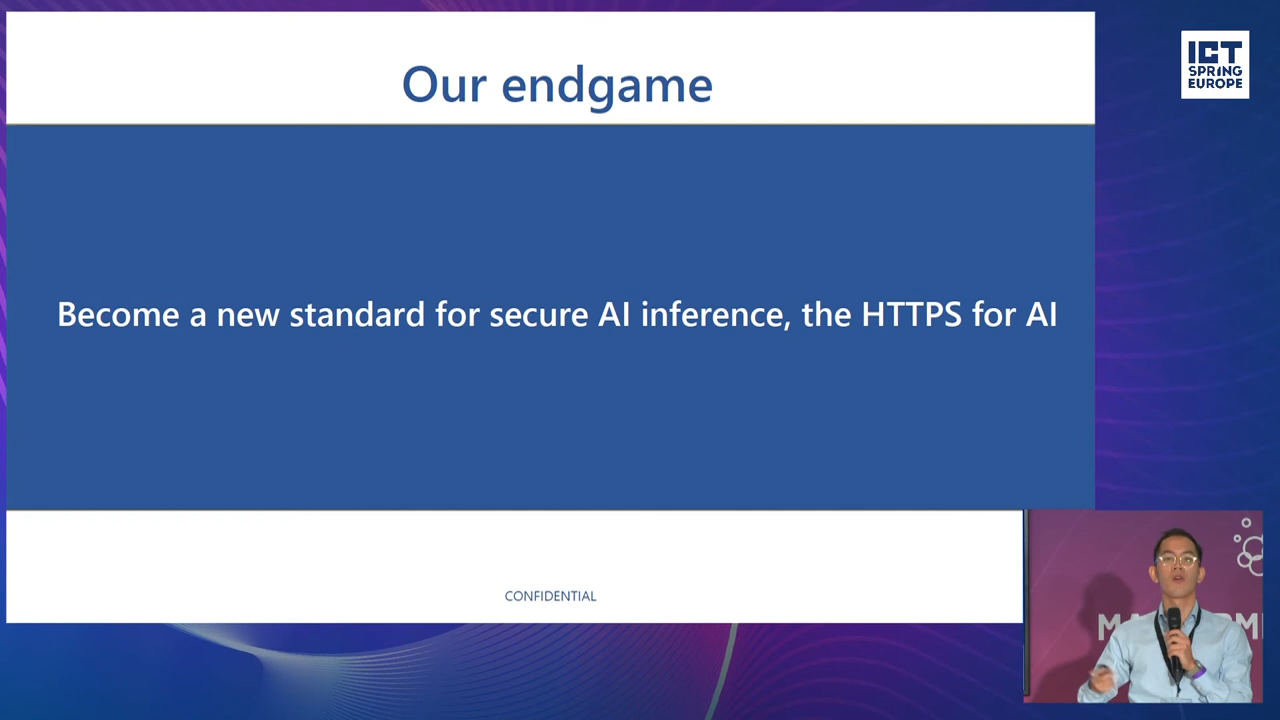 Our endgame
ICT
SPRING
EUROPE
Become a new standard for secure AI inference, the HTTPS for AI
CONFIDENTIAL